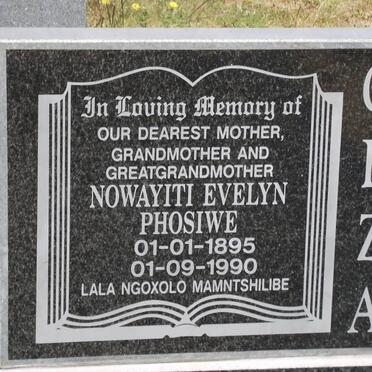 In Loving Memory of
OUR DEAREST MOTHER,
GRANDMOTHER AND
GREATGRANDMOTHER
NOWAYITI EVELYN
PHOSIWE
01-01-1895
01-09-1990
LALA NGOXOLO MAMNTSHILIBE